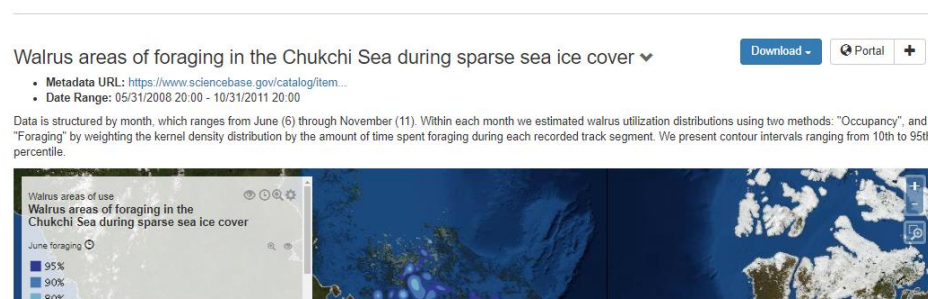 Walrus areas of foraging in the Chukchi Sea during sparse sea ice cover
Download
Portal
+
Metadata URL: https://www.sciencebase.gov/catalog/item...
Date Range: 05/31/2008 20:00 - 10/31/2011 20:00
Data is structured by month, which ranges from June (6) through November (11). Within each month we estimated walrus utilization distributions using two methods: "Occupancy", and
"Foraging" by weighting the kernel density distribution by the amount of time spent foraging during each recorded track segment. We present contour intervals ranging from 10th to 95th
percentile.
Walrus areas of use
Walrus areas of foraging in the
Chukchi Sea during sparse sea ice cover
June foraging
95%
90%
80%
+
-